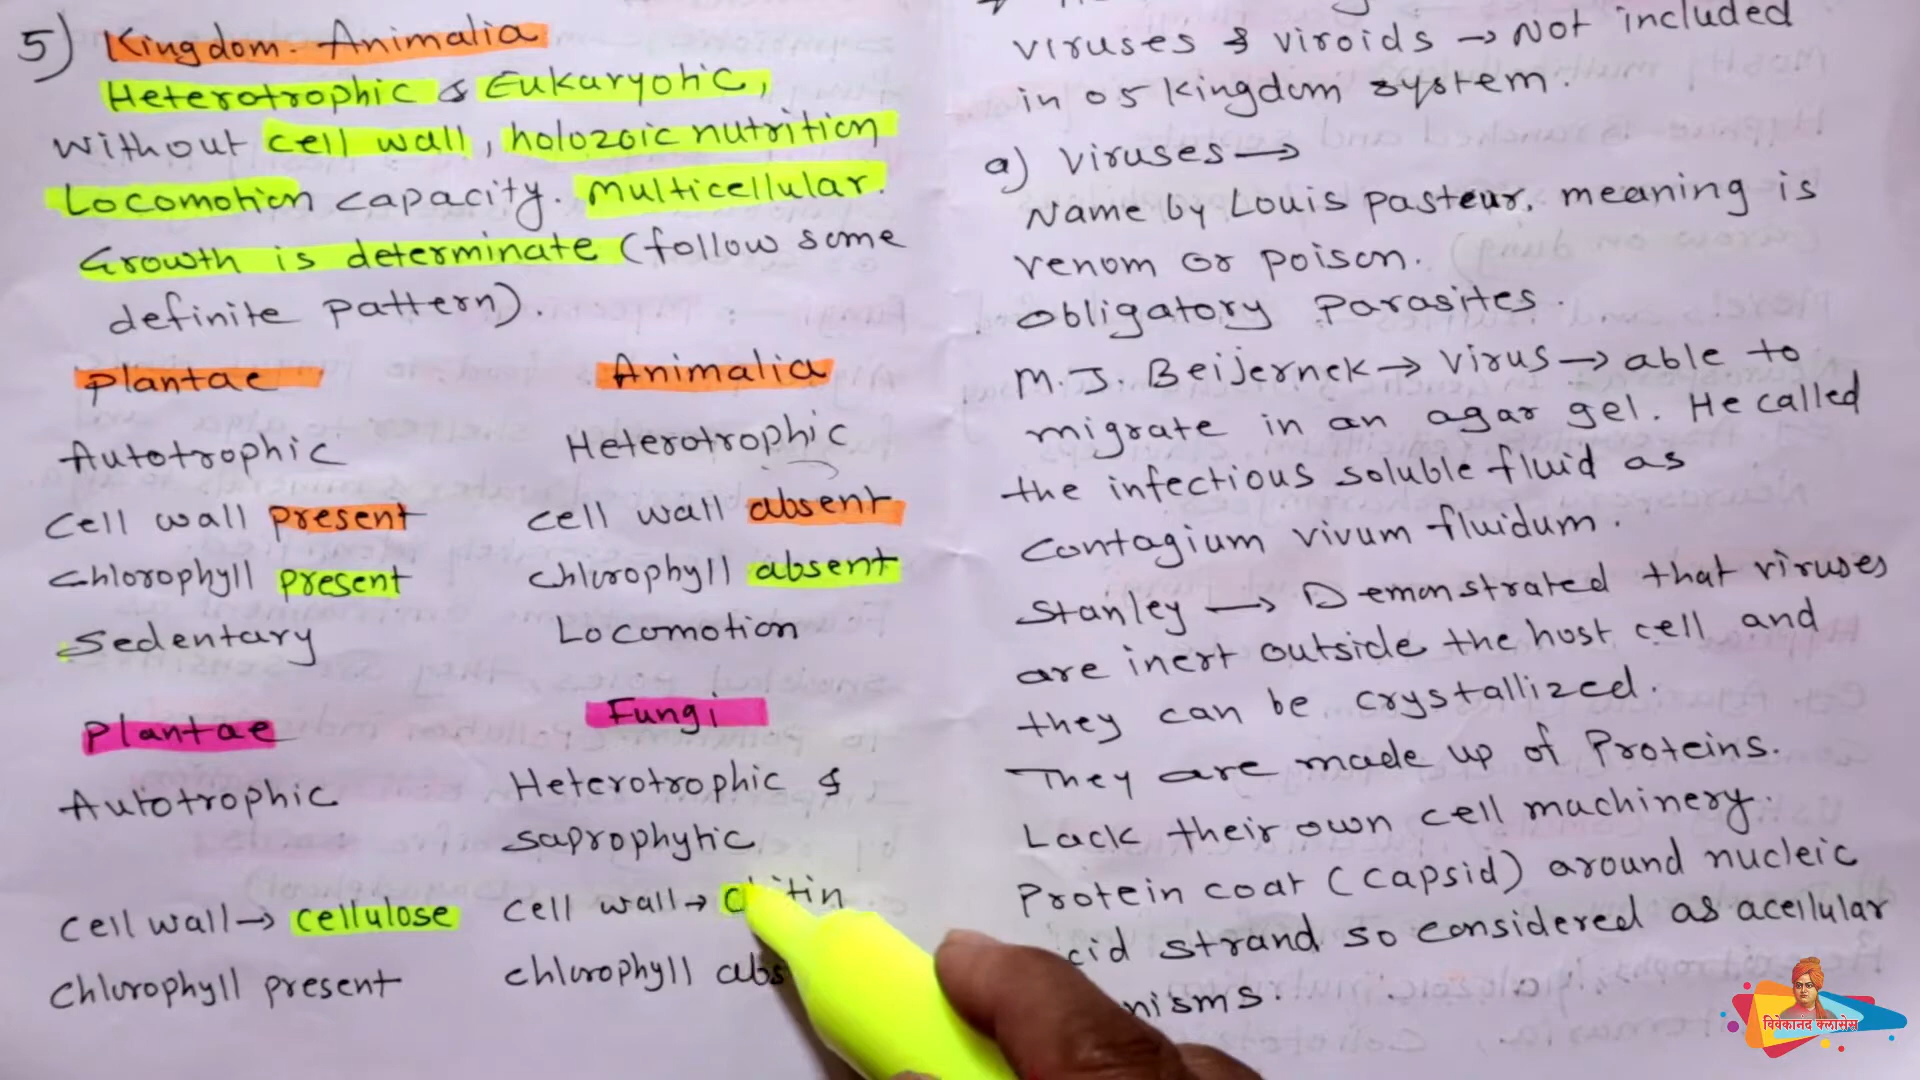 5) Kingdom. Animalia
Heterotrophic & Eukaryotic,
without cell wall, holozoic nutrition
Locomotion capacity. Multicellular.
Growth is determinate (follow some
definite pattern).
Plantae Animalia
Autotrophic Heterotrophic
Cell wall present Cell wall absent
Chlorophyll present Chlorophyll absent
Sedentary Locomotion
Plantae Fungi
Autotrophic Heterotrophic &
saprophytic
Cell wall → cellulose Cell wall → chitin
Chlorophyll present chlorophyll abs
viruses & viroids → Not included
in 05 kingdom system.
a) Viruses →
Name by Louis Pasteur. meaning is
venom or poison.
Obligatory Parasites.
M.J. Beijernek → virus → able to
migrate in an agar gel. He called
the infectious soluble fluid as
Contagium vivum fluidum.
Stanley → Demonstrated that viruses
are inert outside the host cell and
they can be crystallized.
They are made up of Proteins.
Lack their own cell machinery.
Protein coat (capsid) around nucleic
cid strand so considered as acellular
nisms.
विवेकानंद क्लासेस